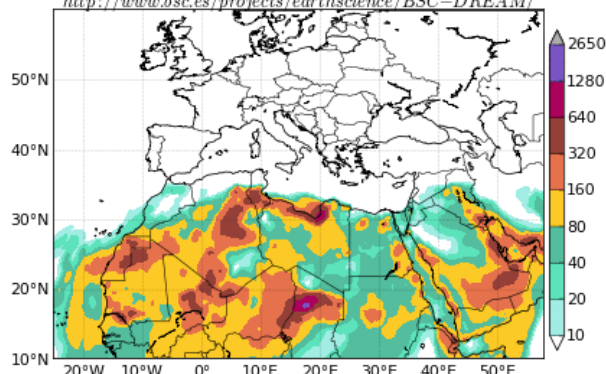 http://www.bsc.es/projects/earthscience/BSC−DREAM/
2650
1280
640
320
160
80
40
20
10
50°N
40°N
30°N
20°N
10°N
20°W 10°W 0° 10°E 20°E 30°E 40°E 50°E